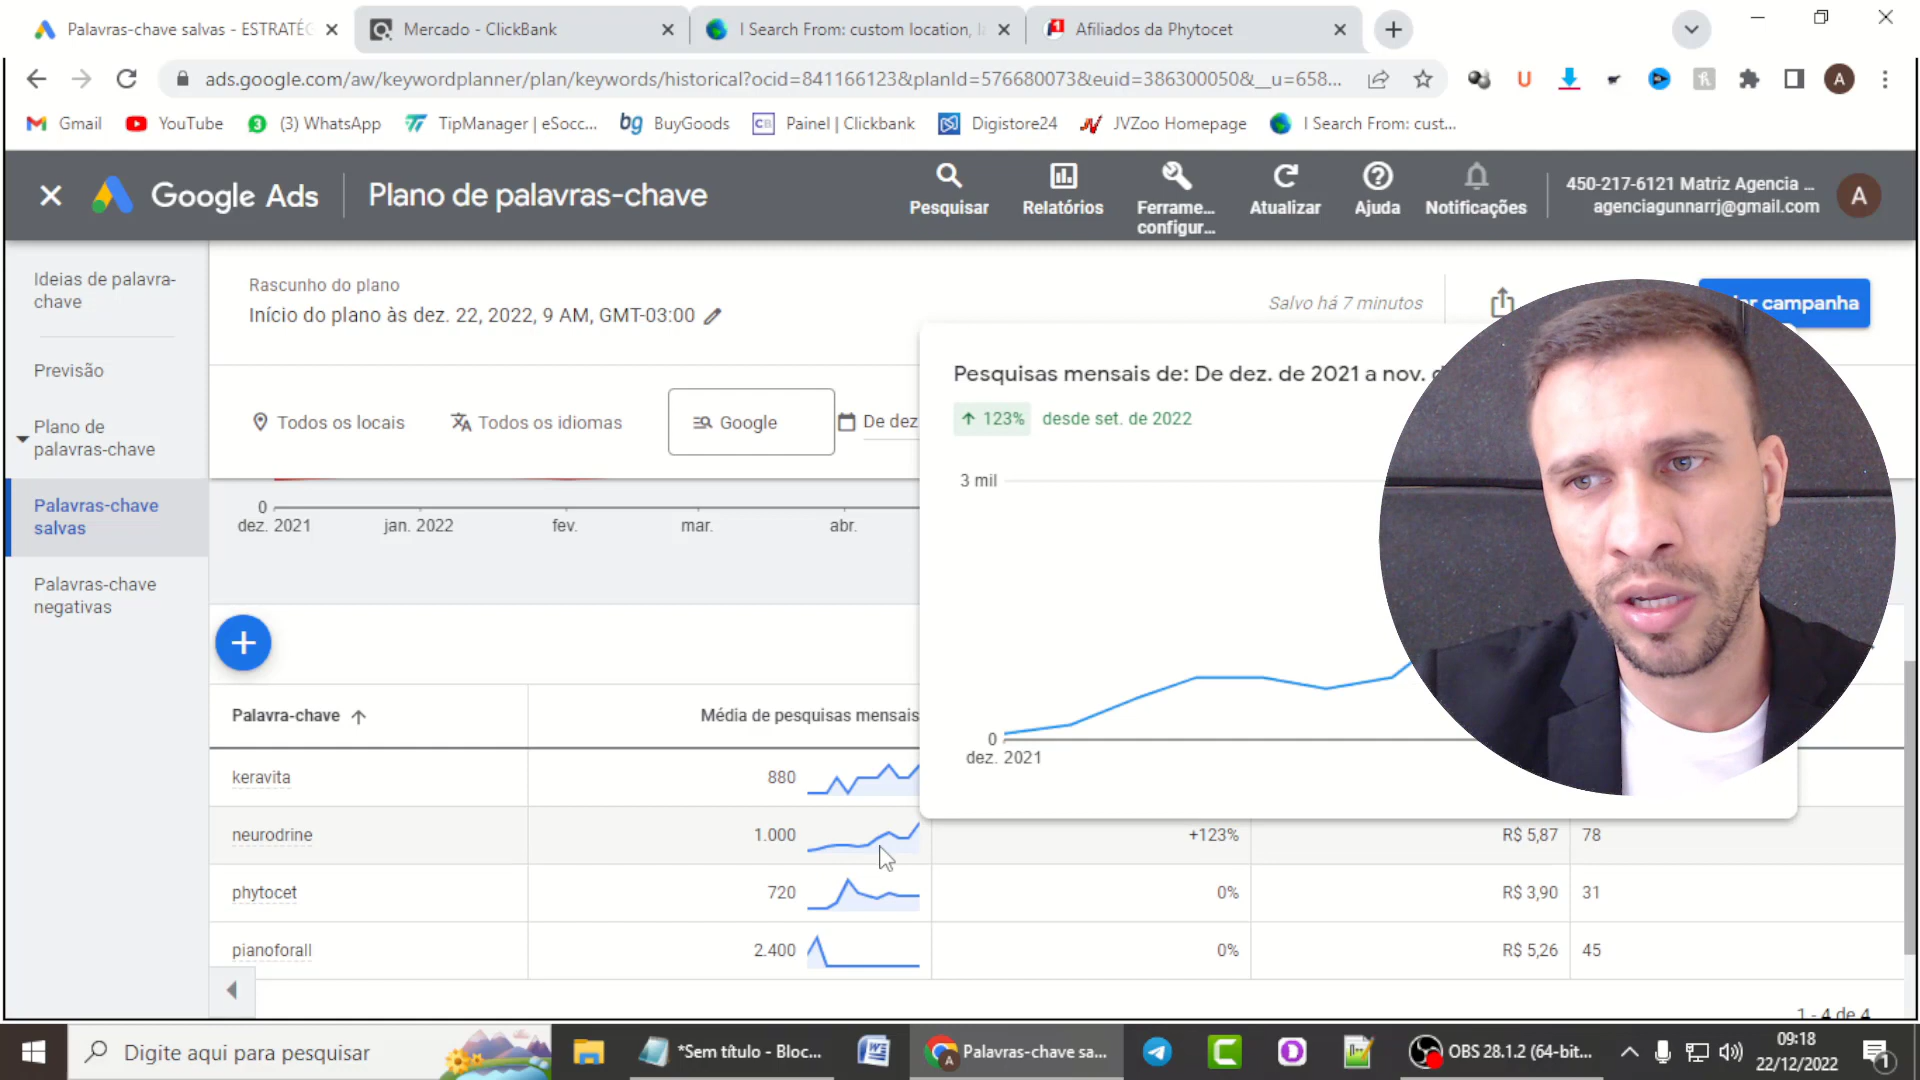 Palavras-chave salvas - ESTRATÉG
Mercado - ClickBank
I Search From: custom location,
Afiliados da Phytocet
ads.google.com/aw/keywordplanner/plan/keywords/historical?ocid=841166123&planId=576680073&euid=386300050&__u=658...
Gmail
YouTube
(3) WhatsApp
TipManager | eSocc...
BuyGoods
Painel | Clickbank
Digistore24
JVZoo Homepage
I Search From: cust...
Google Ads
Plano de palavras-chave
Pesquisar
Relatórios
Ferrame...
configur...
Atualizar
Ajuda
Notificações
450-217-6121 Matriz Agencia ...
agenciagunnarrj@gmail.com
A
Ideias de palavra-
chave
Previsão
Plano de
palavras-chave
Palavras-chave
salvas
Palavras-chave
negativas
Rascunho do plano
Início do plano às dez. 22, 2022, 9 AM, GMT-03:00
Salvo há 7 minutos
campanha
Todos os locais
Todos os idiomas
Google
De dez
Pesquisas mensais de: De dez. de 2021 a nov.
123% desde set. de 2022
3 mil
0
dez. 2021
0
dez. 2021
jan. 2022
fev.
mar.
abr.
Palavra-chave
Média de pesquisas mensais
keravita
880
neurodrine
1.000
+123%
R$ 5,87
78
phytocet
720
0%
R$ 3,90
31
pianoforall
2.400
0%
R$ 5,26
45
1 - 4 de 4
Digite aqui para pesquisar
*Sem título - Bloc...
Palavras-chave sa...
OBS 28.1.2 (64-bit...
09:18
22/12/2022
1